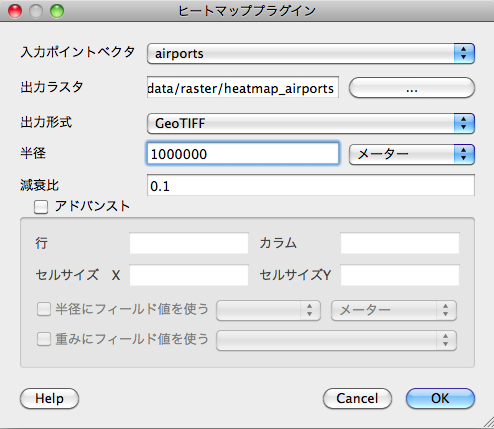 ヒートマッププラグイン
入力ポイントベクタ airports
出力ラスタ data/raster/heatmap_airports ...
出力形式 GeoTIFF
半径 1000000 メーター
減衰比 0.1
アドバンスト
行 カラム
セルサイズ X セルサイズY
半径にフィールド値を使う メーター
重みにフィールド値を使う
Help Cancel OK